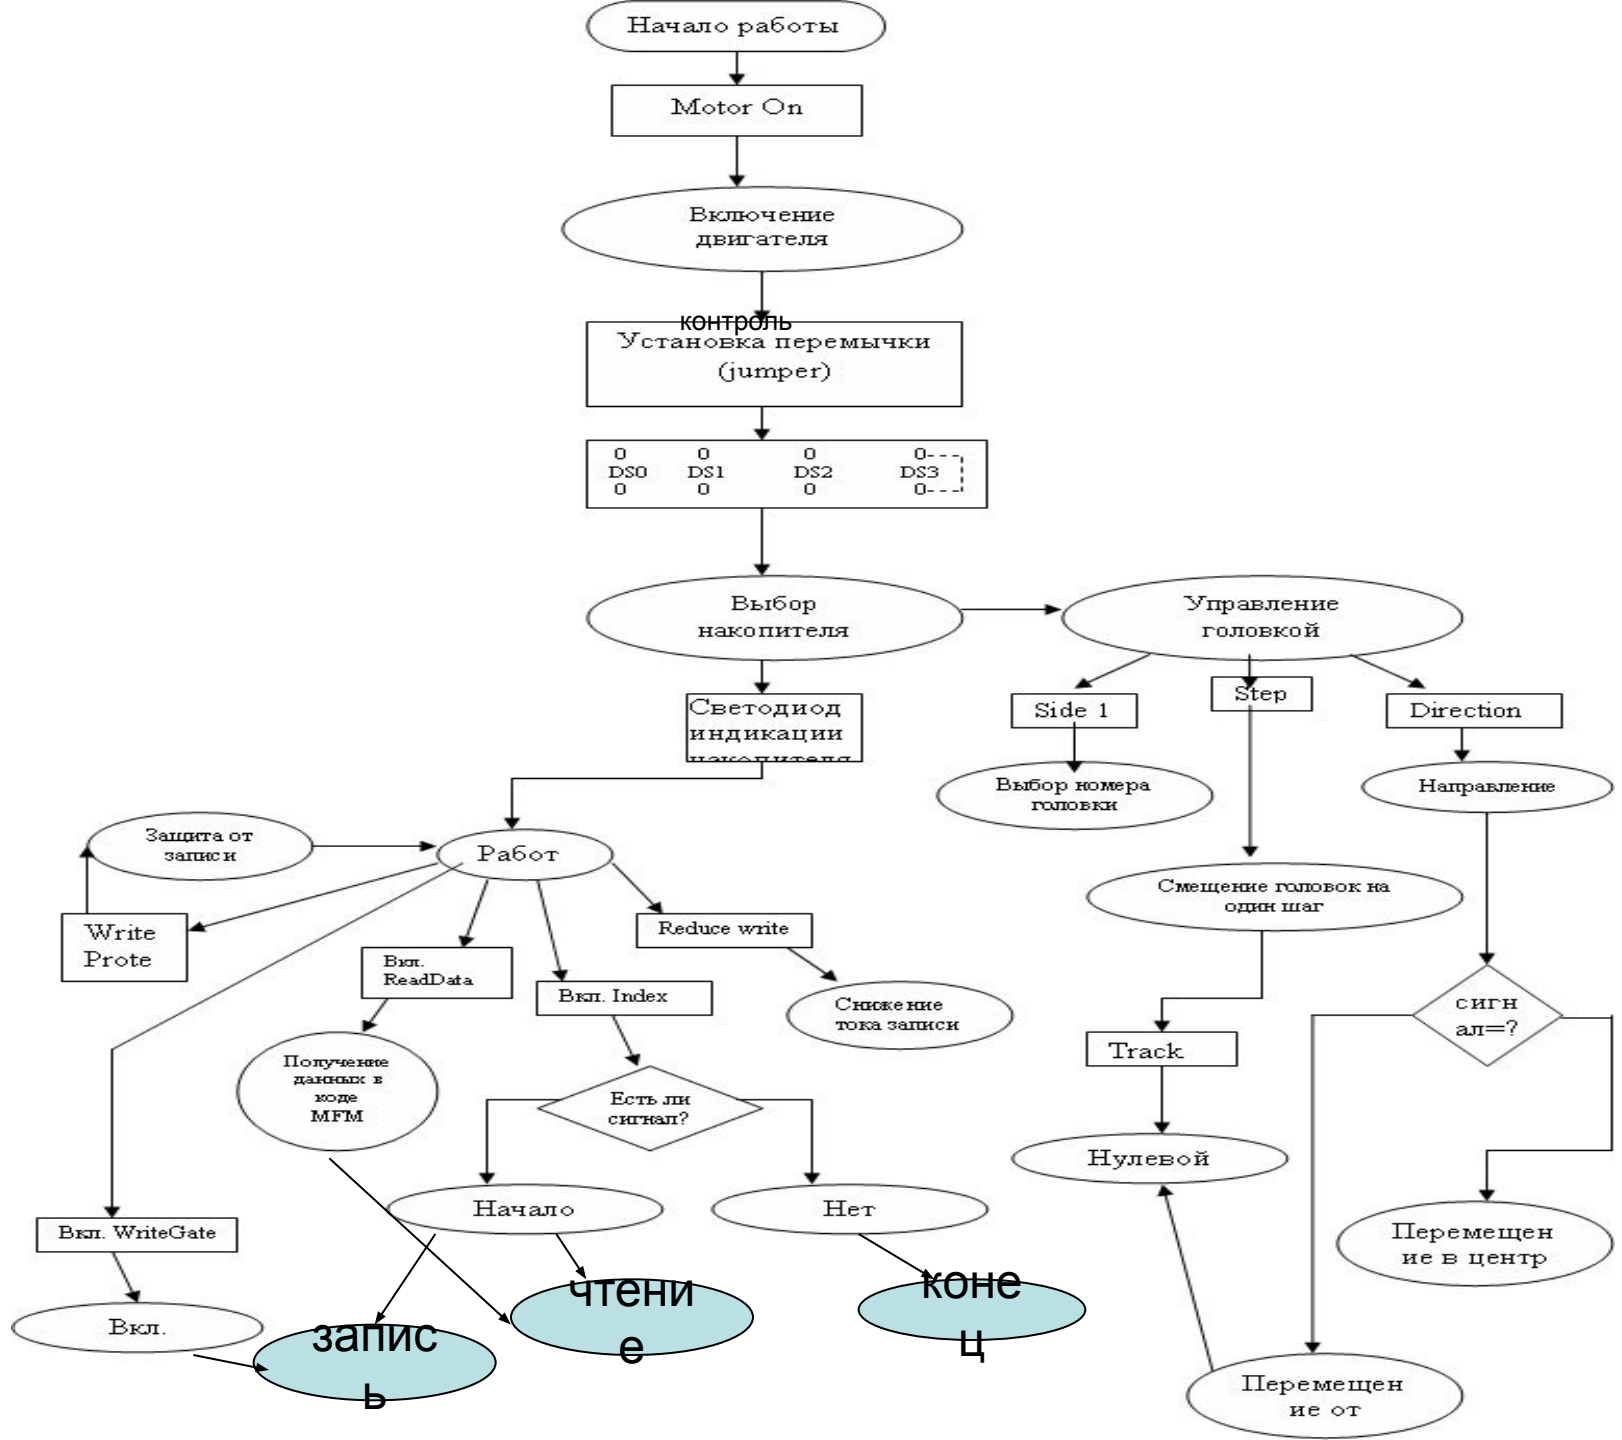 Начало работы
Motor On
Включение
двигателя
контроль
Установка перемычки
(jumper)
0 0 0 0
DS0 DS1 DS2 DS3
0 0 0 0
Выбор
накопителя
Управление
головкой
Светодиод
индикации
накопителя
Side 1
Step
Direction
Выбор номера
головки
Направление
Защита от
записи
Работ
Write
Prote
Вкл.
ReadData
Вкл. Index
Reduce write
Снижение
тока записи
Смещение головок на
один шаг
сигн
ал=?
Track
Получение
данных в
коде
MFM
Есть ли
сигнал?
Нулевой
Начало
Нет
Вкл. WriteGate
Перемещен
ие в центр
Вкл.
запис
ь
чтени
е
коне
ц
Перемещен
ие от